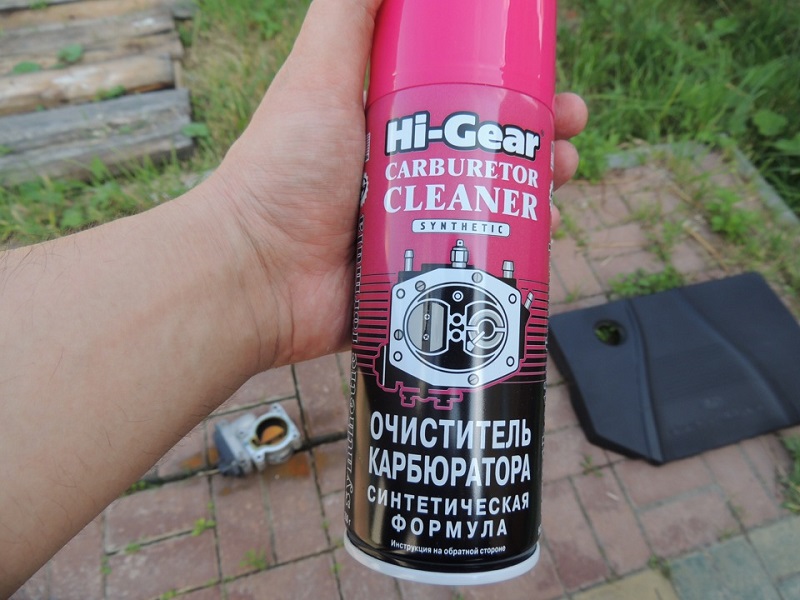 Hi-Gear
CARBURETOR
CLEANER
SYNTHETIC
ОЧИСТИТЕЛЬ
КАРБЮРАТОРА
СИНТЕТИЧЕСКАЯ
ФОРМУЛА
Инструкция на обратной стороне